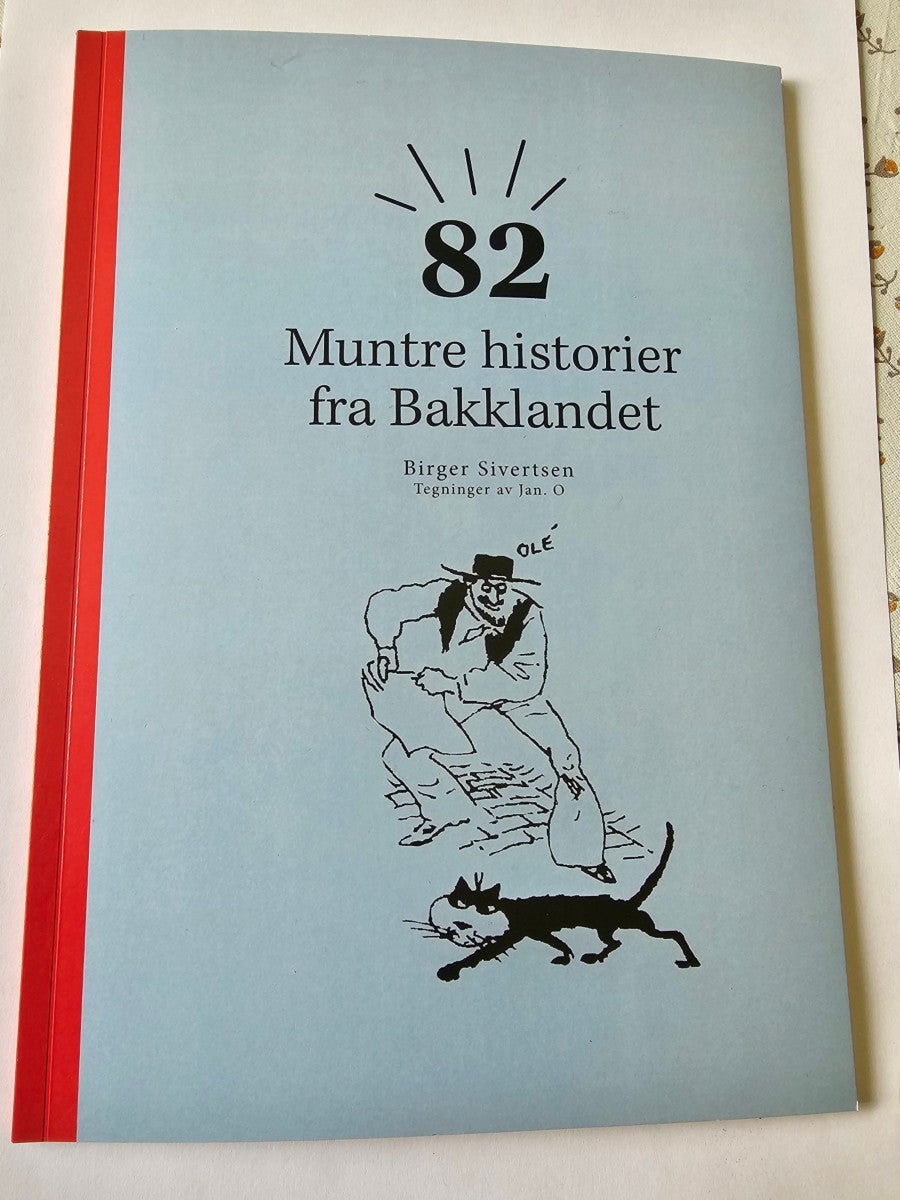 82
Muntre historier
fra Bakklandet
Birger Sivertsen
Tegninger av Jan. O
OLÉ